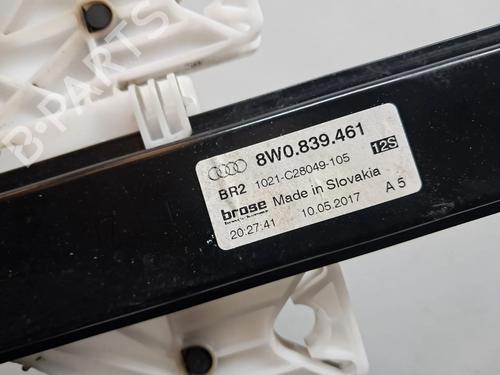 B-PARTS
8W0.839.461
BR2 1021-C28049-105 12S
brose Made in Slovakia A5
20:27:41 10.05.2017